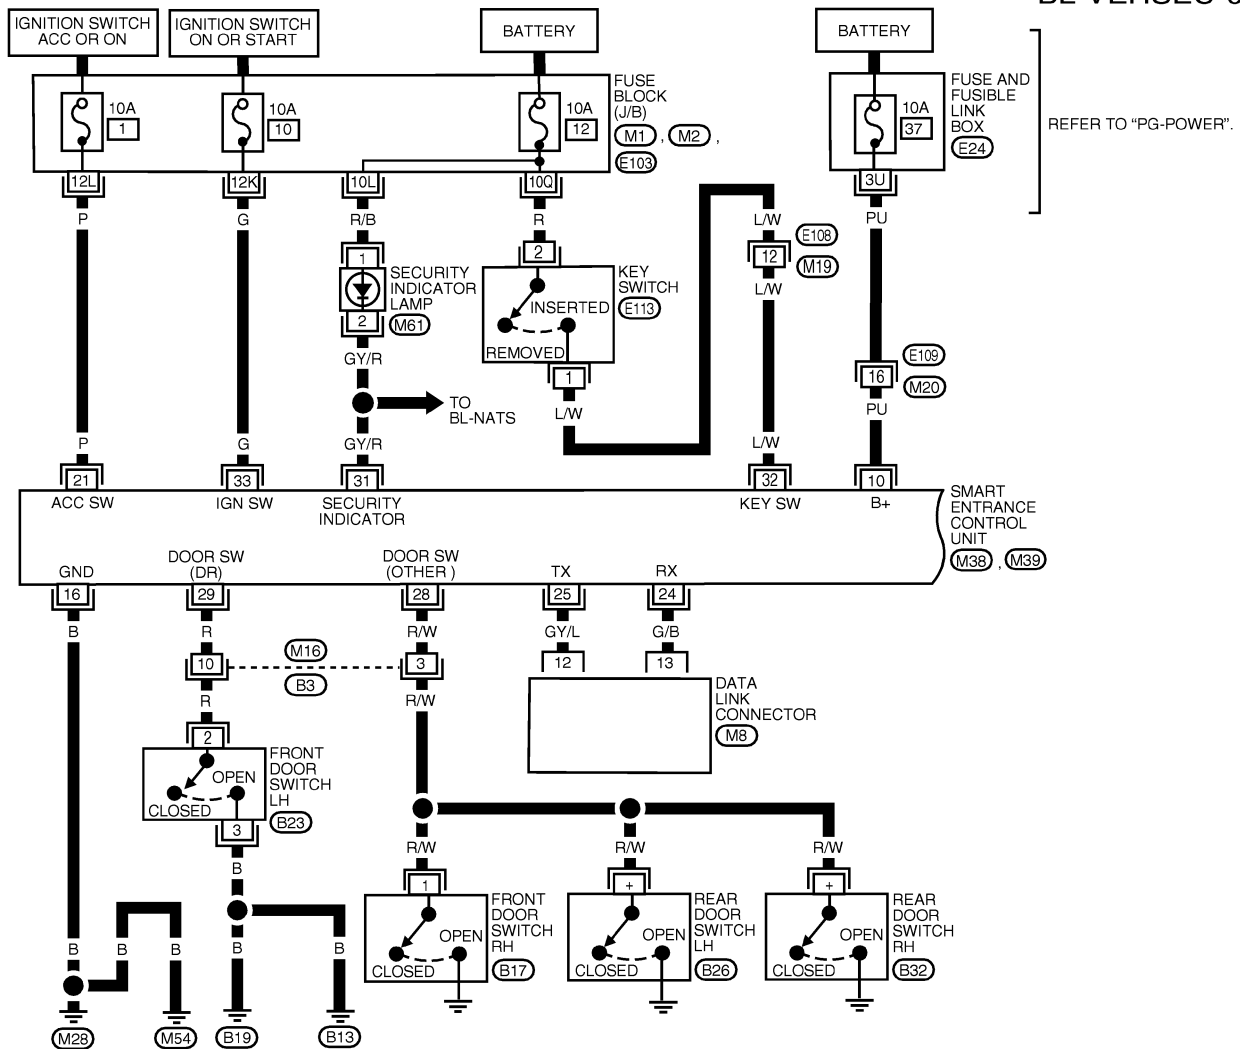 IGNITION SWITCH
ACC OR ON
IGNITION SWITCH
ON OR START
BATTERY
BATTERY
10A
1
10A
10
10A
12
FUSE
BLOCK
(J/B)
M1 , M2 ,
E103
10A
37
FUSE AND
FUSIBLE
LINK
BOX
E24
REFER TO “PG-POWER”.
12L
12K
10L
10Q
3U
P
G
R/B
R
L/W
PU
1
2
12
E108
M19
SECURITY
INDICATOR
LAMP
M61
2
INSERTED
REMOVED
KEY
SWITCH
E113
L/W
GY/R
1
16
E109
M20
TO
BL-NATS
L/W
PU
P
G
GY/R
L/W
21
33
31
32
10
ACC SW
IGN SW
SECURITY
INDICATOR
KEY SW
B+
SMART
ENTRANCE
CONTROL
UNIT
M38 , M39
GND
DOOR SW
(DR)
DOOR SW
(OTHER )
TX
RX
16
29
28
25
24
B
R
R/W
GY/L
G/B
10
M16
B3
3
12
13
R
R/W
DATA
LINK
CONNECTOR
M8
2
OPEN
CLOSED
FRONT
DOOR
SWITCH
LH
B23
3
B
R/W
R/W
R/W
1
+
+
OPEN
CLOSED
FRONT
DOOR
SWITCH
RH
B17
OPEN
CLOSED
REAR
DOOR
SWITCH
LH
B26
OPEN
CLOSED
REAR
DOOR
SWITCH
RH
B32
B
B
B
B
B
M28
M54
B19
B13